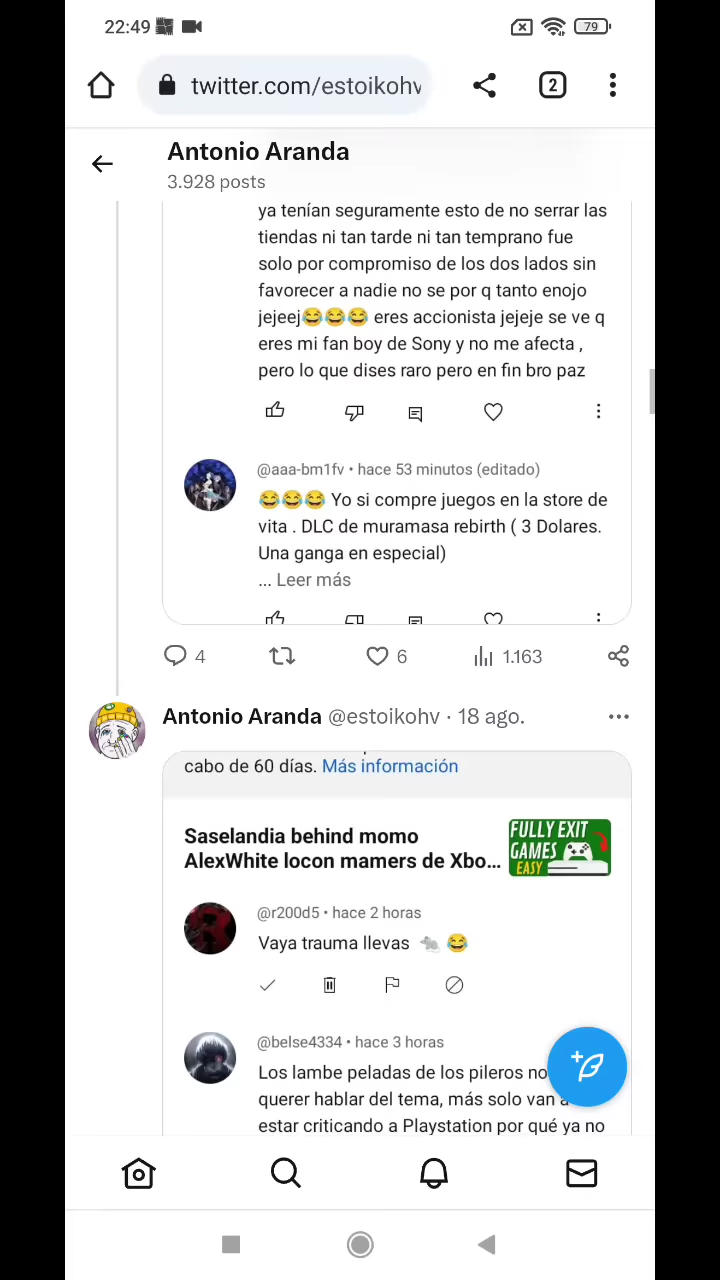 22:49
79
twitter.com/estoikohv
2
Antonio Aranda
3.928 posts
ya tenían seguramente esto de no serrar las
tiendas ni tan tarde ni tan temprano fue
solo por compromiso de los dos lados sin
favorecer a nadie no se por q tanto enojo
jejeej😂😂😂 eres accionista jejeje se ve q
eres mi fan boy de Sony y no me afecta ,
pero lo que dises raro pero en fin bro paz
@aaa-bm1fv • hace 53 minutos (editado)
😂😂😂 Yo si compre juegos en la store de
vita . DLC de muramasa rebirth ( 3 Dolares.
Una ganga en especial)
... Leer más
4
6
1.163
Antonio Aranda @estoikohv · 18 ago.
cabo de 60 días. Más información
Saselandia behind momo
AlexWhite locon mamers de Xbo...
FULLY EXIT
GAMES
EASY
@r200d5 • hace 2 horas
Vaya trauma llevas 🐀😂
@belse4334 • hace 3 horas
Los lambe peladas de los pileros no
querer hablar del tema, más solo van a
estar criticando a Playstation por qué ya no